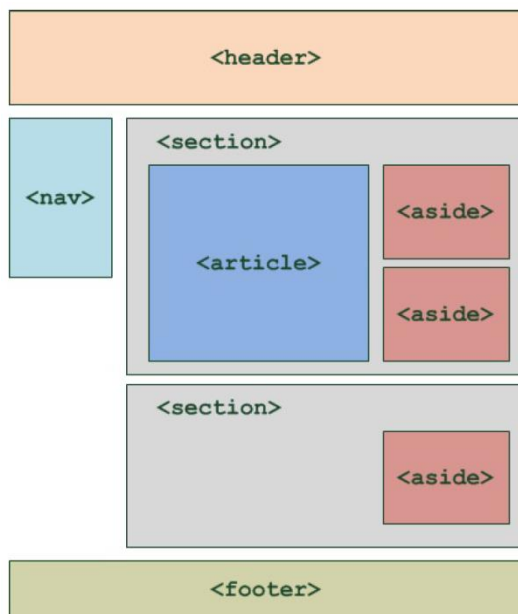 <header>
<nav>
<section>
<article>
<aside>
<aside>
<section>
<aside>
<footer>